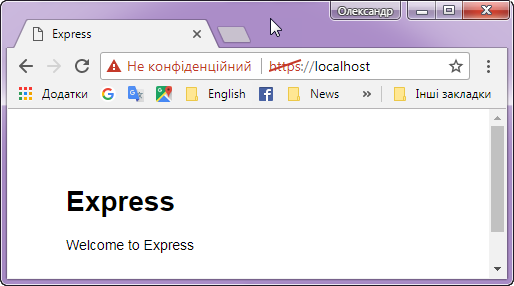 Олександр
Express
Не конфіденційний https://localhost
Додатки English News » Інші закладки
Express
Welcome to Express